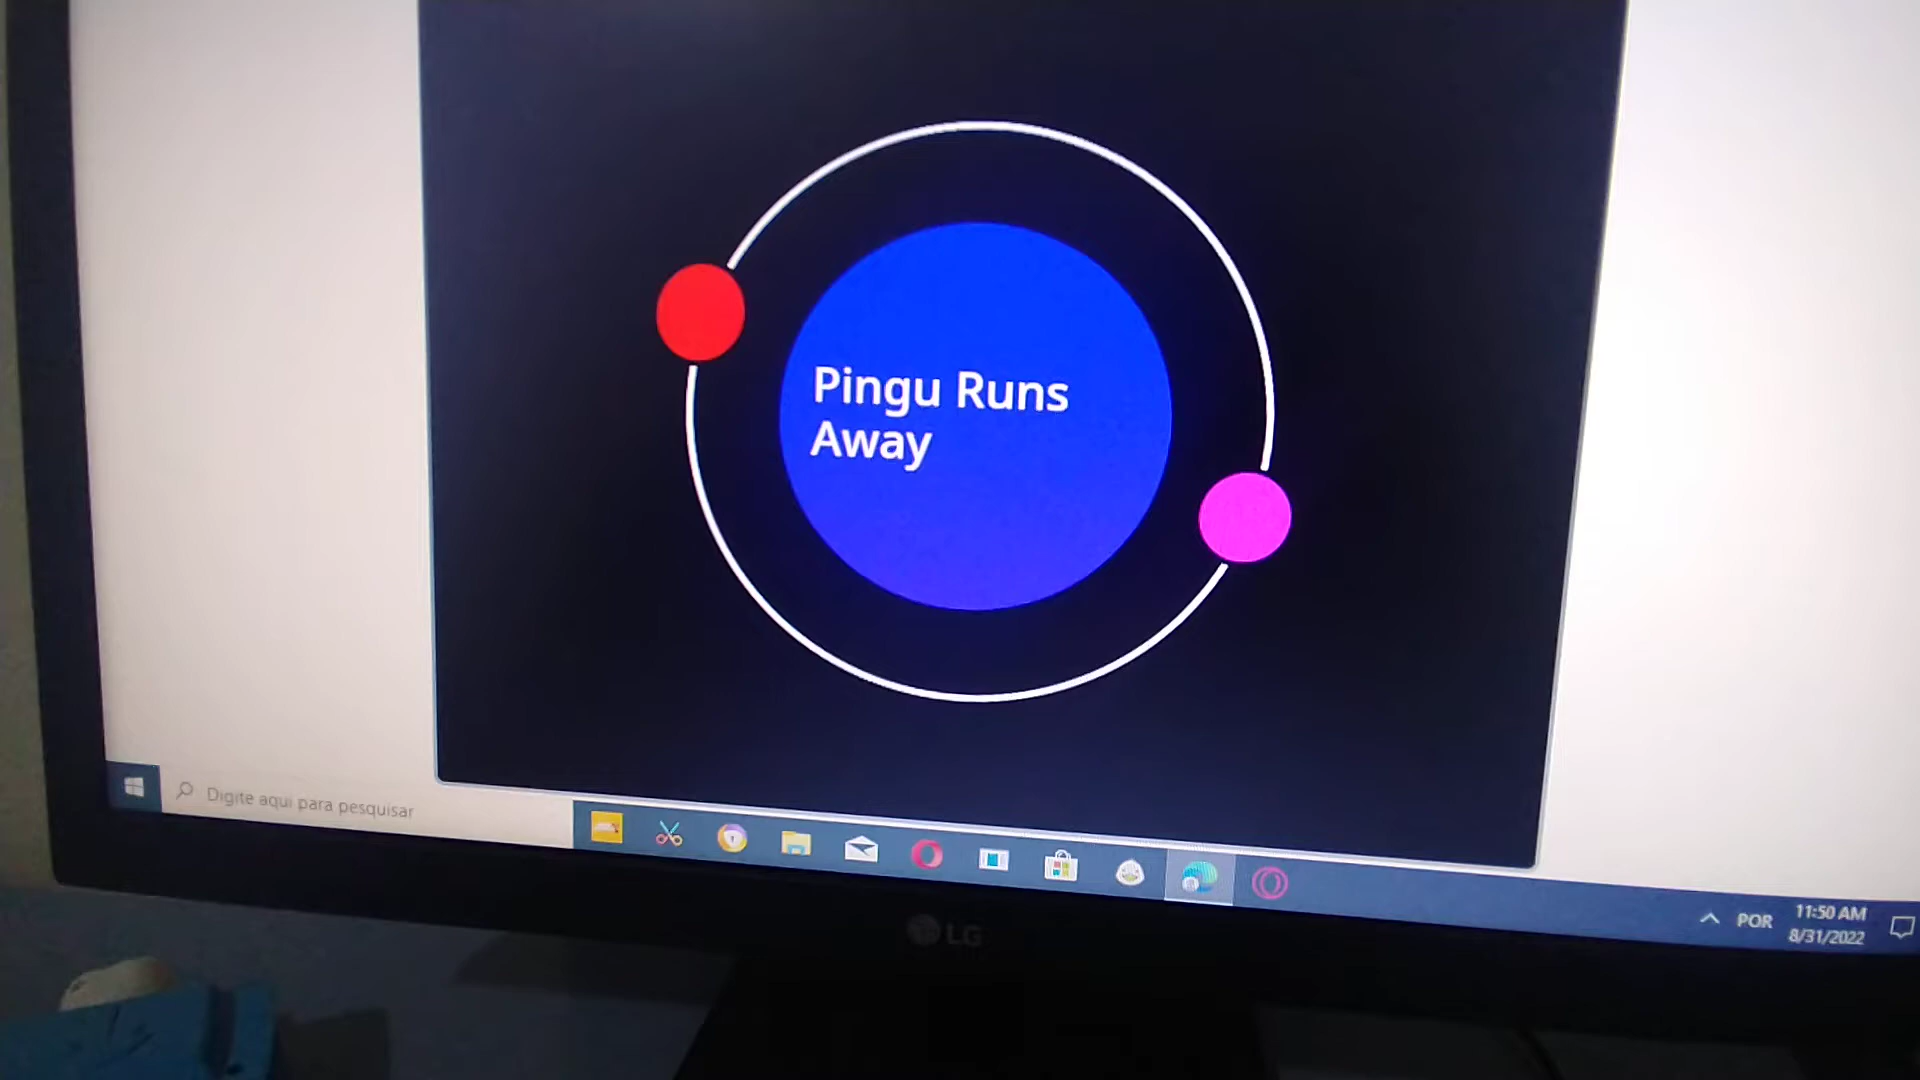 Pingu Runs
Away
Digite aqui para pesquisar
POR
11:50 AM
8/31/2022
LG